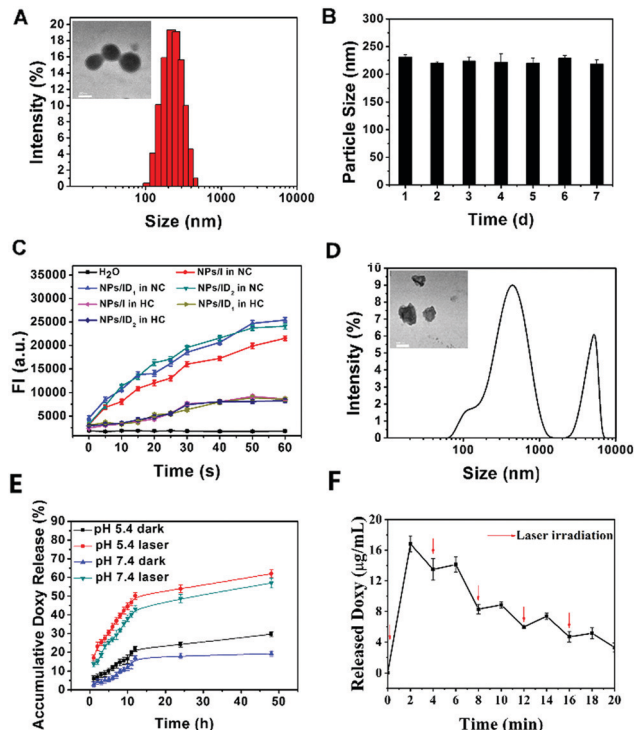 A
Intensity (%)
20
18
16
14
12
10
8
6
4
2
0
10 100 1000 10000
Size (nm)
B
Particle Size (nm)
300
250
200
150
100
50
0
1 2 3 4 5 6 7
Time (d)
C
FI (a.u.)
35000
30000
25000
20000
15000
10000
5000
0
H2O NPs/I in NC
NPs/ID1 in NC NPs/ID2 in NC
NPs/I in HC NPs/ID1 in HC
NPs/ID2 in HC
0 10 20 30 40 50 60
Time (s)
D
Intensity (%)
10
9
8
7
6
5
4
3
2
1
0
100 1000 10000
Size (nm)
E
Accumulative Doxy Release (%)
90
80
70
60
50
40
30
20
10
0
pH 5.4 dark
pH 5.4 laser
pH 7.4 dark
pH 7.4 laser
0 10 20 30 40 50
Time (h)
F
Released Doxy (μg/mL)
20
16
12
8
4
0
Laser irradiation
0 2 4 6 8 10 12 14 16 18 20
Time (min)